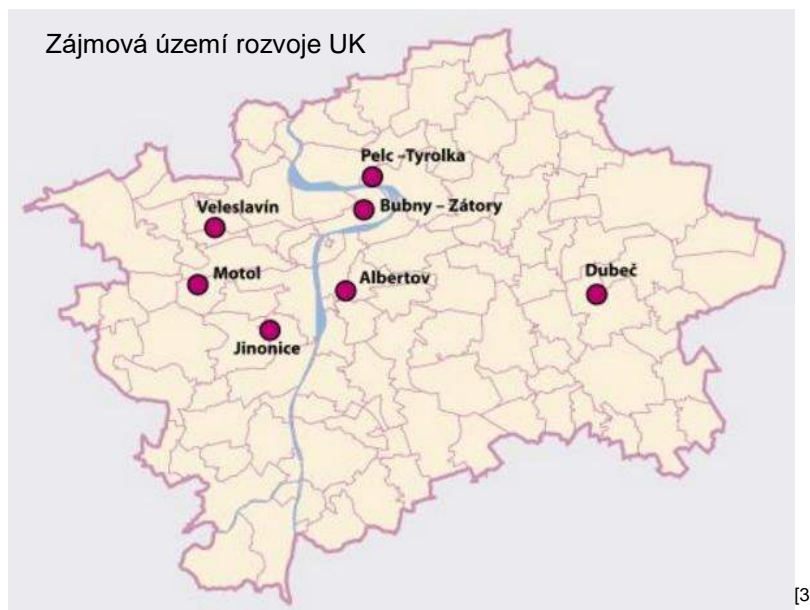 Zájmová území rozvoje UK
Pelc –Tyrolka
Bubny – Zátory
Veleslavín
Motol
Albertov
Dubeč
Jinonice
[3